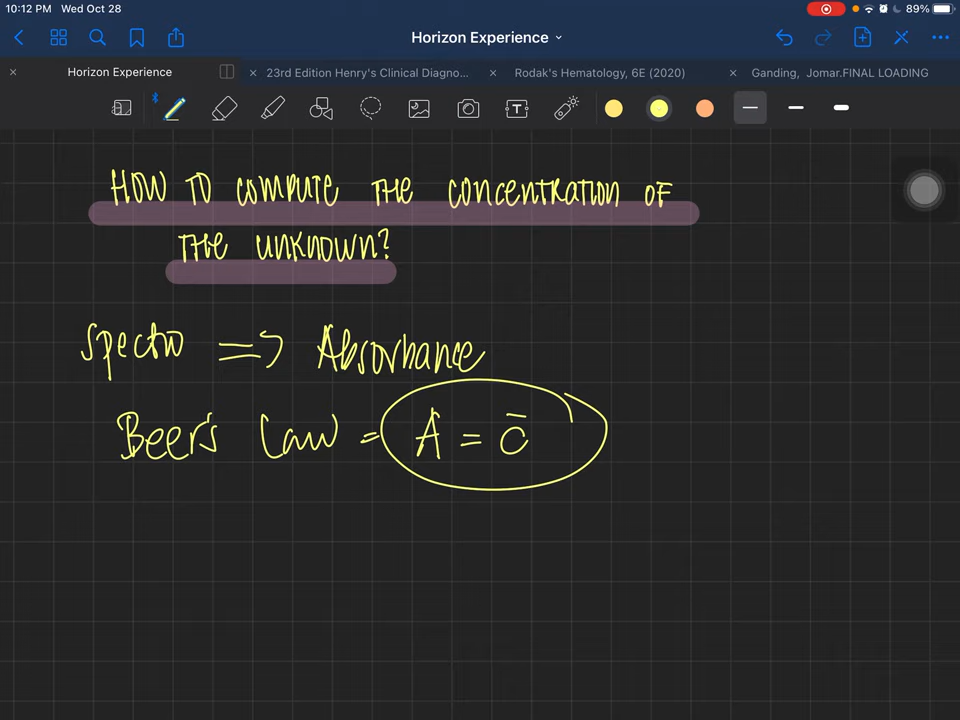 10:12 PM Wed Oct 28
89%
Horizon Experience
Horizon Experience
23rd Edition Henry's Clinical Diagno...
Rodak's Hematology, 6E (2020)
Ganding, Jomar.FINAL LOADING
HOW TO COMPUTE THE CONCENTRATION OF
THE UNKNOWN?
Spectro => Absorbance
Beer's Law = A = c̄